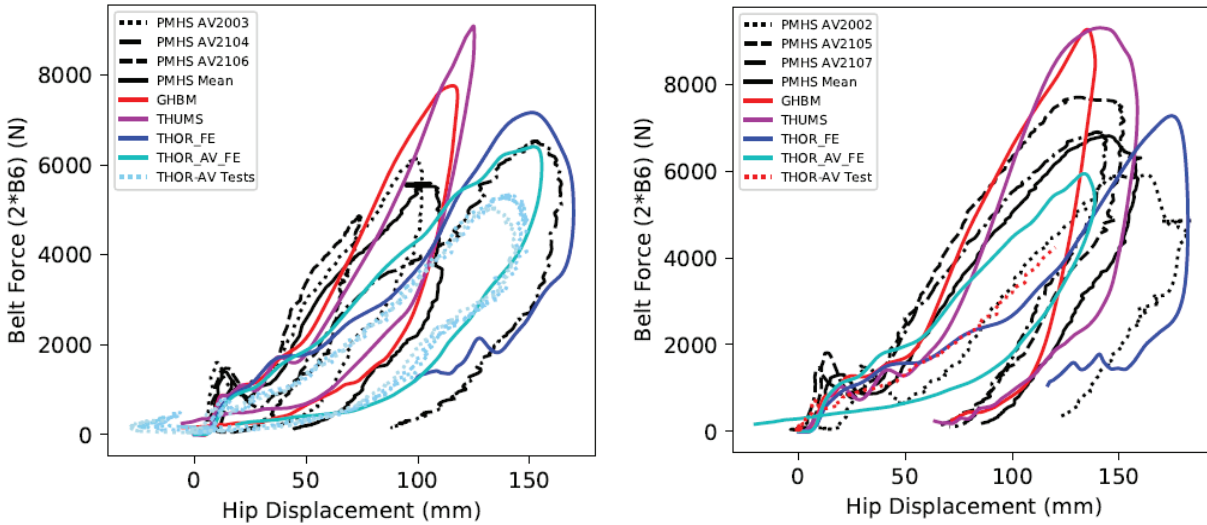 PMHS AV2003
PMHS AV2104
PMHS AV2106
PMHS Mean
GHBM
THUMS
THOR_FE
THOR_AV_FE
THOR-AV Tests
8000
6000
4000
2000
0
Belt Force (2*B6) (N)
0 50 100 150
Hip Displacement (mm)
PMHS AV2002
PMHS AV2105
PMHS AV2107
PMHS Mean
GHBM
THUMS
THOR_FE
THOR_AV_FE
THOR-AV Test
8000
6000
4000
2000
0
Belt Force (2*B6) (N)
0 50 100 150
Hip Displacement (mm)